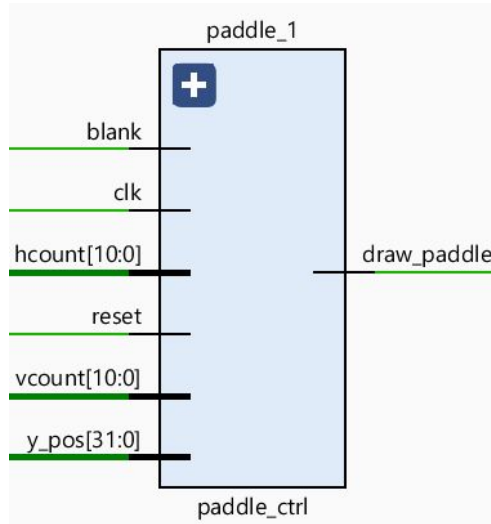 paddle_1
blank
clk
hcount[10:0]
draw_paddle
reset
vcount[10:0]
y_pos[31:0]
paddle_ctrl